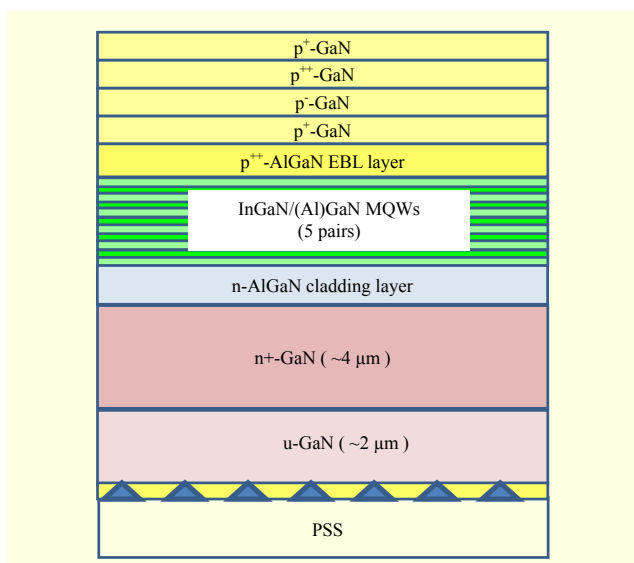 p⁺-GaN
p⁺⁺-GaN
p⁻-GaN
p⁺-GaN
p⁺⁺-AlGaN EBL layer
InGaN/(Al)GaN MQWs
(5 pairs)
n-AlGaN cladding layer
n+-GaN ( ~4 μm )
u-GaN ( ~2 μm )
PSS